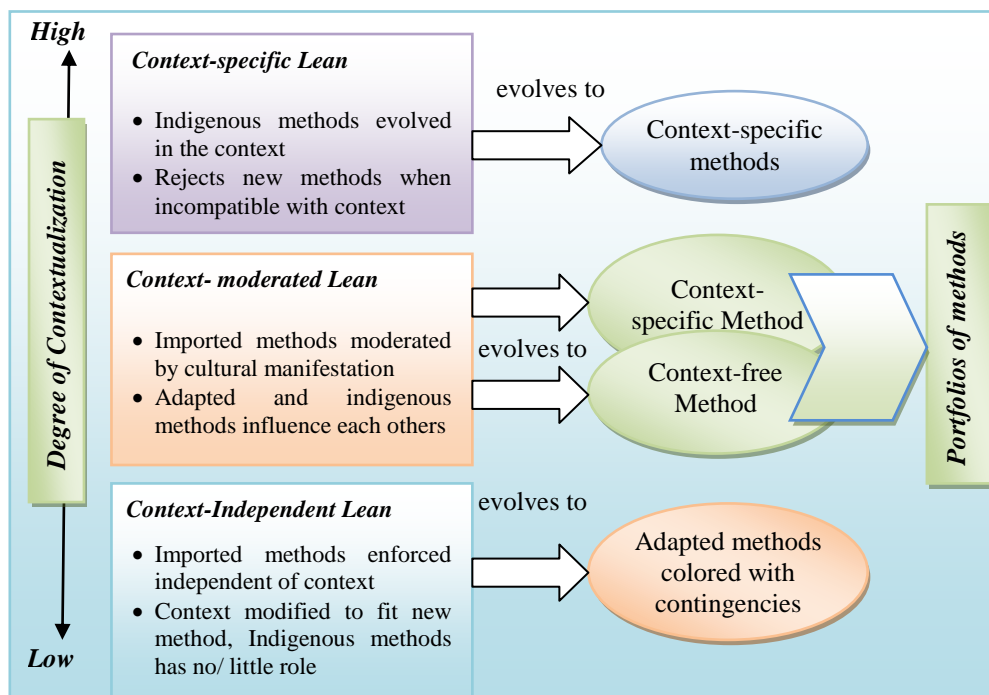 High
Degree of Contextualization
Low
Context-specific Lean
• Indigenous methods evolved
in the context
• Rejects new methods when
incompatible with context
evolves to
Context-specific
methods
Context- moderated Lean
• Imported methods moderated
by cultural manifestation
• Adapted and indigenous
methods influence each others
evolves to
Context-
specific Method
Context-free
Method
Portfolios of methods
Context-Independent Lean
• Imported methods enforced
independent of context
• Context modified to fit new
method, Indigenous methods
has no/ little role
evolves to
Adapted methods
colored with
contingencies